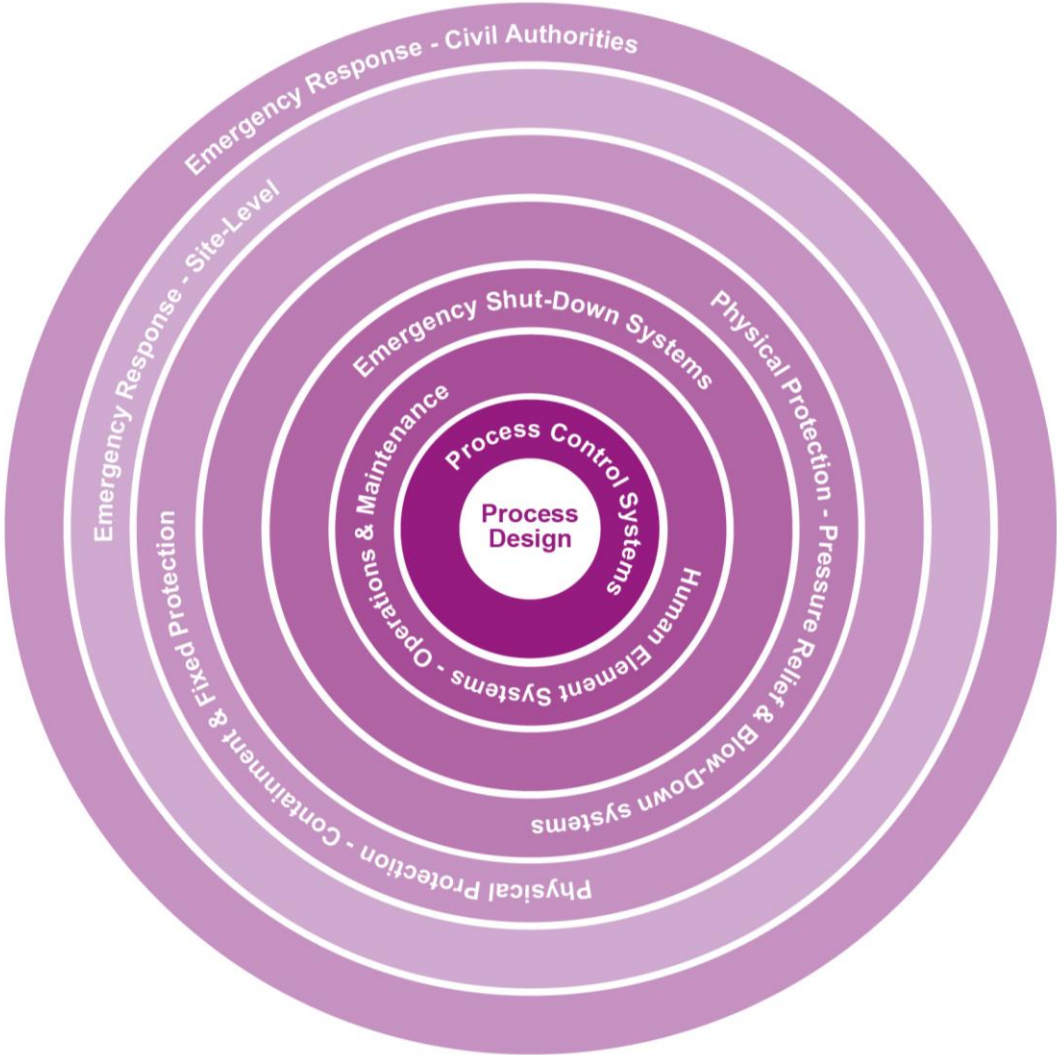 Emergency Response - Civil Authorities
Emergency Response - Site-Level
Physical Protection - Containment & Fixed Protection
Physical Protection - Pressure Relief & Blow-Down systems
Emergency Shut-Down Systems
Human Element Systems - Operations & Maintenance
Process Control Systems
Process
Design